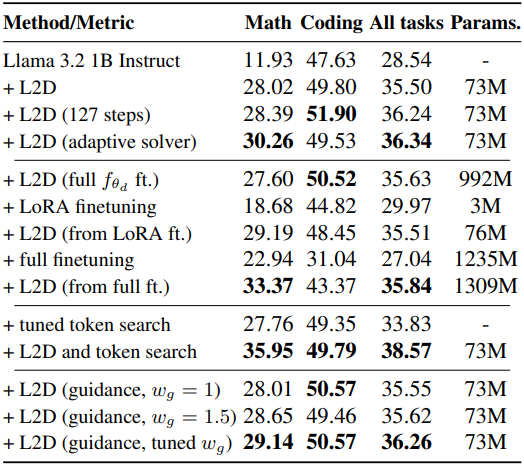 Method/Metric Math Coding All tasks Params.
Llama 3.2 1B Instruct 11.93 47.63 28.54 -
+ L2D 28.02 49.80 35.50 73M
+ L2D (127 steps) 28.39 51.90 36.24 73M
+ L2D (adaptive solver) 30.26 49.53 36.34 73M
+ L2D (full f_{θ_d} ft.) 27.60 50.52 35.63 992M
+ LoRA finetuning 18.68 44.82 29.97 3M
+ L2D (from LoRA ft.) 29.19 48.45 35.51 76M
+ full finetuning 22.94 31.04 27.04 1235M
+ L2D (from full ft.) 33.37 43.37 35.84 1309M
+ tuned token search 27.76 49.35 33.83 -
+ L2D and token search 35.95 49.79 38.57 73M
+ L2D (guidance, w_g = 1) 28.01 50.57 35.55 73M
+ L2D (guidance, w_g = 1.5) 28.65 49.46 35.62 73M
+ L2D (guidance, tuned w_g) 29.14 50.57 36.26 73M